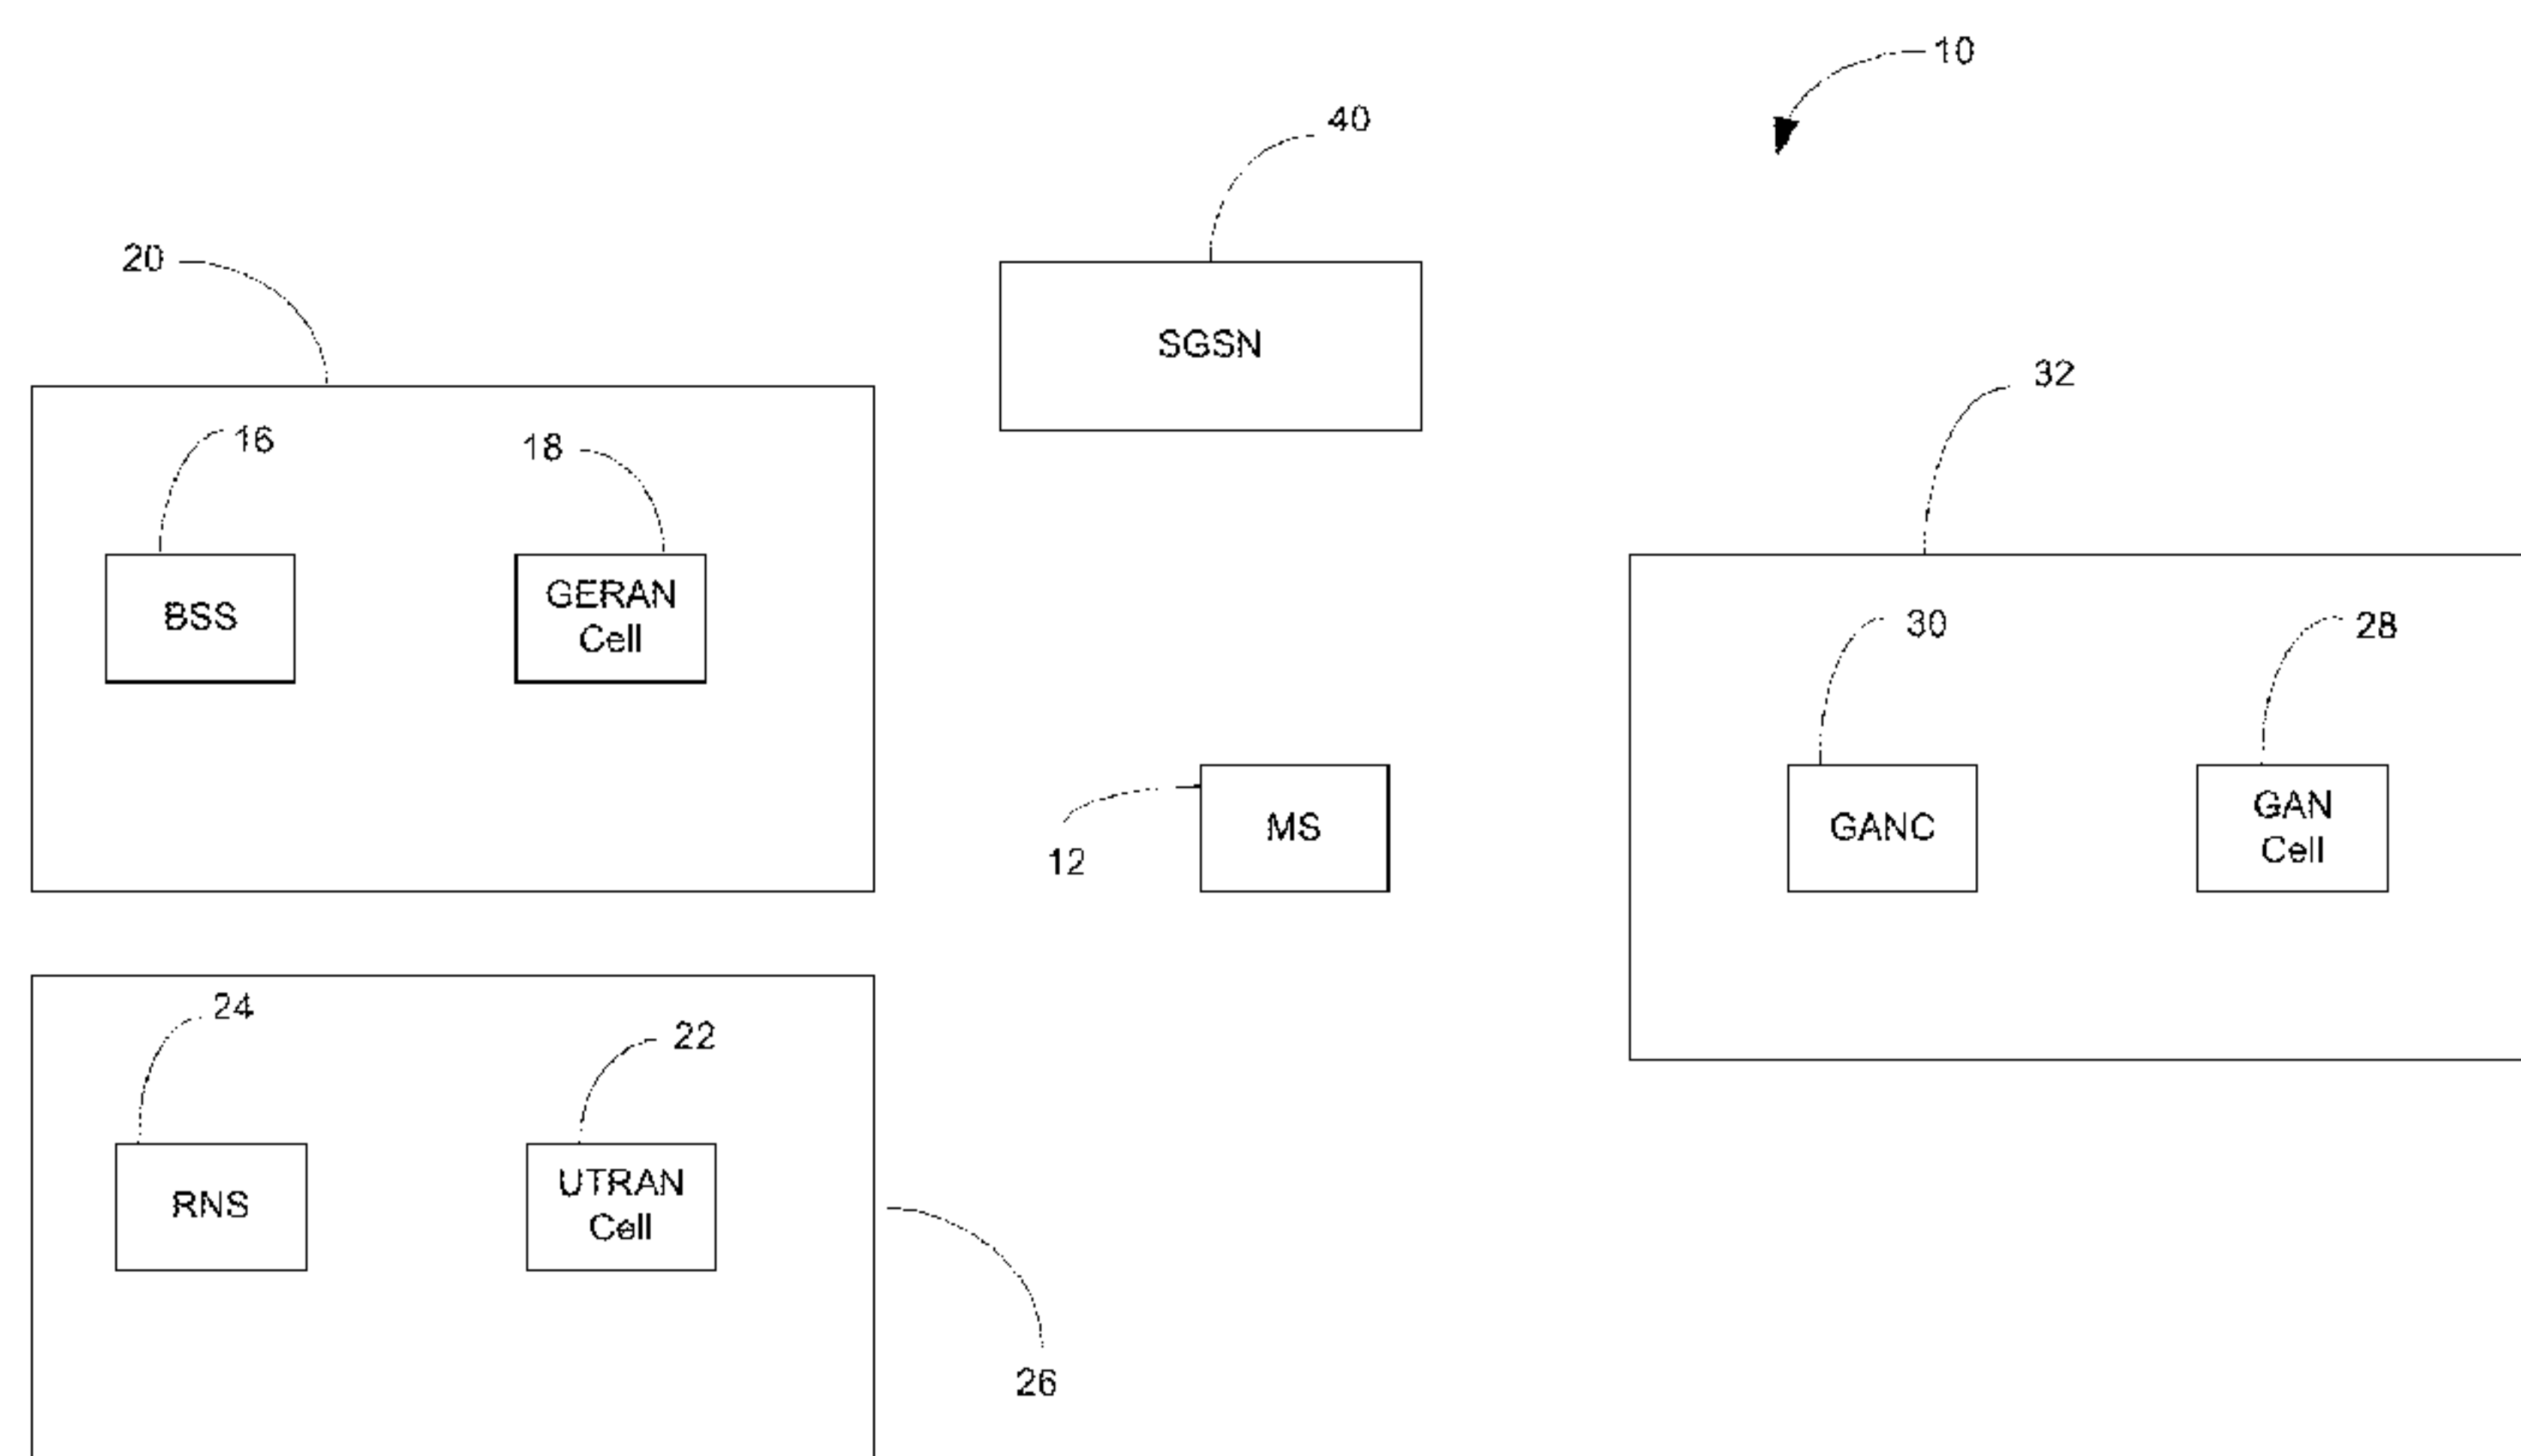 10
40
20
SGSN
32
16
18
BSS
GERAN
Cell
30
28
12
MS
GANC
GAN
Cell
24
22
RNS
UTRAN
Cell
26